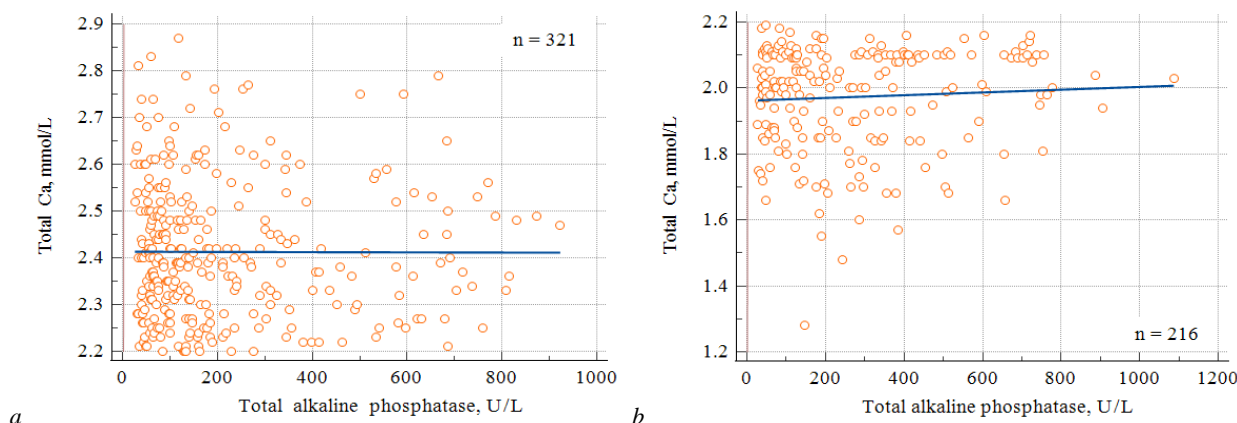 2.9
2.8
2.7
2.6
2.5
2.4
2.3
2.2
Total Ca, mmol/L
n = 321
0 200 400 600 800 1000
Total alkaline phosphatase, U/L
a
2.2
2.0
1.8
1.6
1.4
1.2
Total Ca, mmol/L
n = 216
0 200 400 600 800 1000 1200
Total alkaline phosphatase, U/L
b